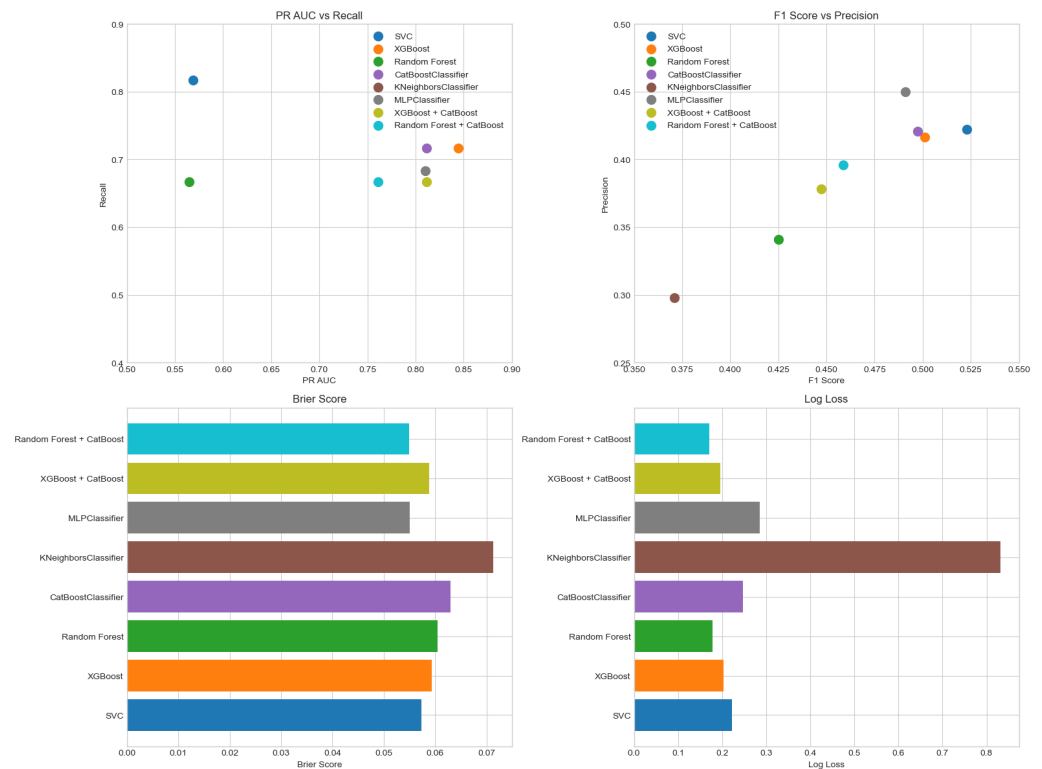 PR AUC vs Recall
0.9
0.8
0.7
0.6
0.5
0.4
Recall
SVC
XGBoost
Random Forest
CatBoostClassifier
KNeighborsClassifier
MLPClassifier
XGBoost + CatBoost
Random Forest + CatBoost
0.50 0.55 0.60 0.65 0.70 0.75 0.80 0.85 0.90
PR AUC
F1 Score vs Precision
0.50
0.45
0.40
0.35
0.30
0.25
Precision
SVC
XGBoost
Random Forest
CatBoostClassifier
KNeighborsClassifier
MLPClassifier
XGBoost + CatBoost
Random Forest + CatBoost
0.350 0.375 0.400 0.425 0.450 0.475 0.500 0.525 0.550
F1 Score
Brier Score
Random Forest + CatBoost
XGBoost + CatBoost
MLPClassifier
KNeighborsClassifier
CatBoostClassifier
Random Forest
XGBoost
SVC
0.00 0.01 0.02 0.03 0.04 0.05 0.06 0.07
Brier Score
Log Loss
Random Forest + CatBoost
XGBoost + CatBoost
MLPClassifier
KNeighborsClassifier
CatBoostClassifier
Random Forest
XGBoost
SVC
0.0 0.1 0.2 0.3 0.4 0.5 0.6 0.7 0.8
Log Loss